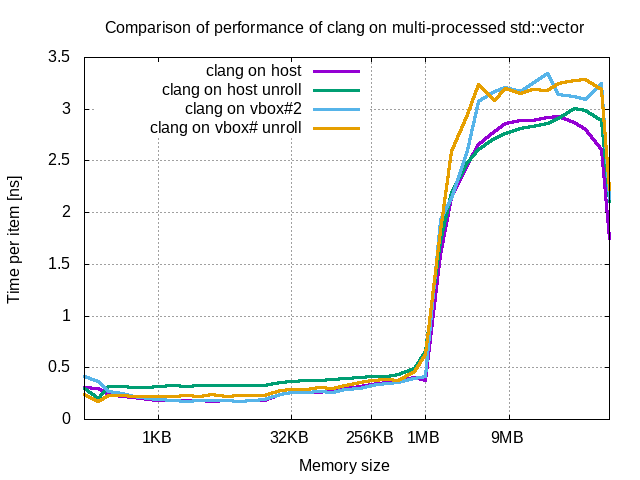 Comparison of performance of clang on multi-processed std::vector
clang on host
clang on host unroll
clang on vbox#2
clang on vbox# unroll
Time per item [ns]
3.5
3
2.5
2
1.5
1
0.5
0
1KB 32KB 256KB 1MB 9MB
Memory size